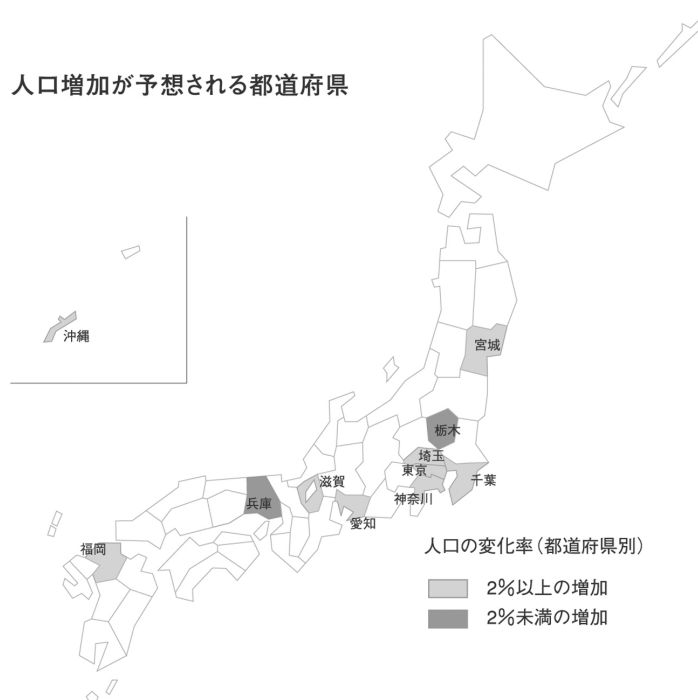 人口増加が予想される都道府県
沖縄
宮城
栃木
埼玉
東京
千葉
神奈川
滋賀
兵庫
愛知
福岡
人口の変化率（都道府県別）
2%以上の増加
2%未満の増加